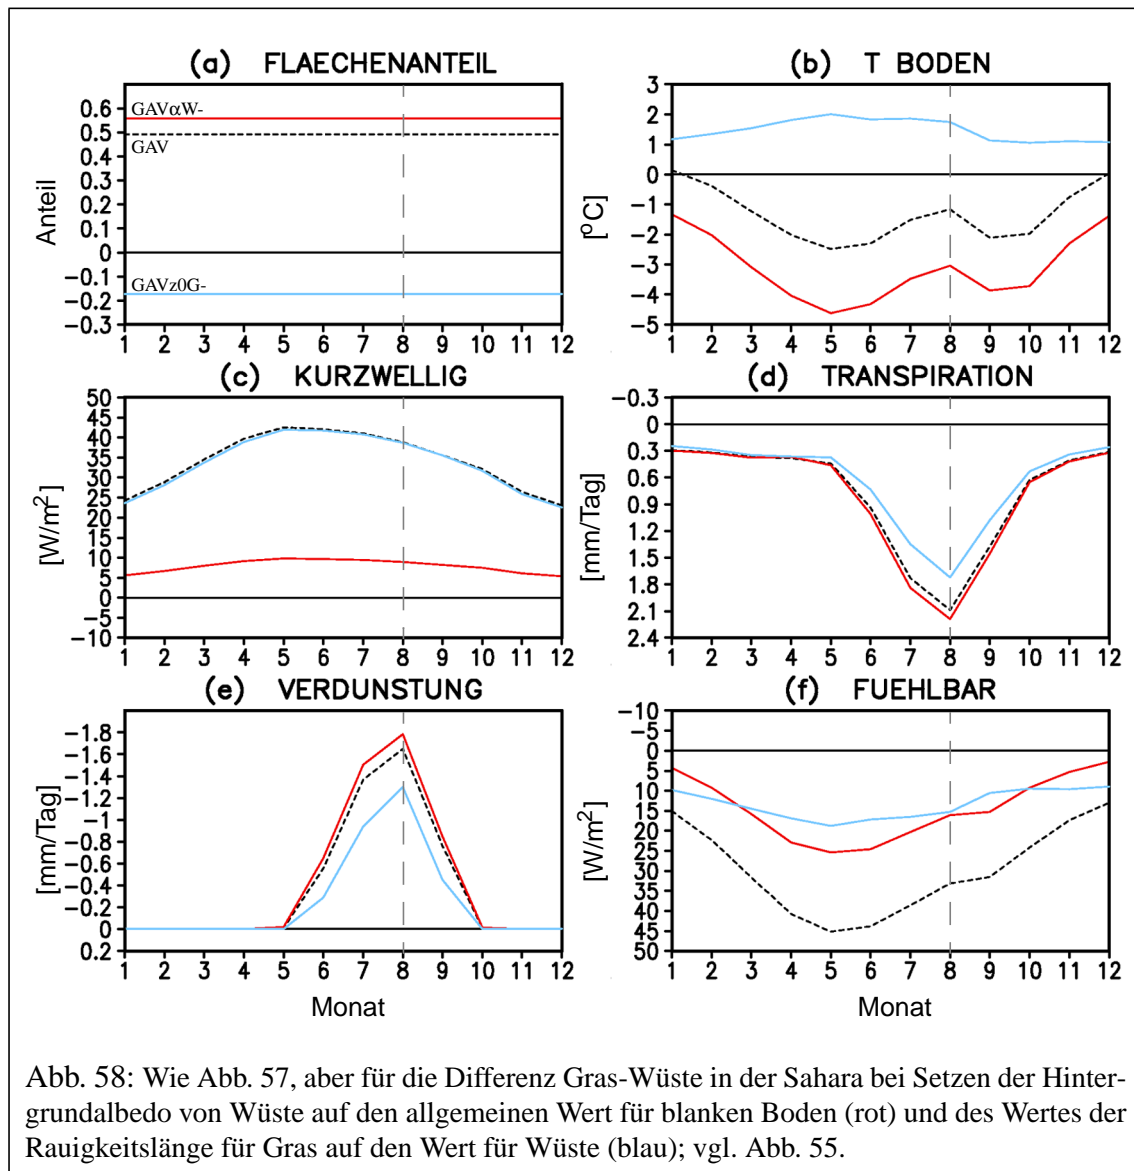 (a) FLAECHENANTEIL
0.6
0.5
0.4
0.3
0.2
0.1
0
−0.1
−0.2
−0.3
Anteil
GAVαW-
GAV
GAVz0G-
1 2 3 4 5 6 7 8 9 10 11 12
(b) T BODEN
3
2
1
0
−1
−2
−3
−4
−5
[°C]
1 2 3 4 5 6 7 8 9 10 11 12
(c) KURZWELLIG
50
45
40
35
30
25
20
15
10
5
0
−5
−10
[W/m²]
1 2 3 4 5 6 7 8 9 10 11 12
(d) TRANSPIRATION
−0.3
0
0.3
0.6
0.9
1.2
1.5
1.8
2.1
2.4
[mm/Tag]
1 2 3 4 5 6 7 8 9 10 11 12
(e) VERDUNSTUNG
−1.8
−1.6
−1.4
−1.2
−1
−0.8
−0.6
−0.4
−0.2
0
0.2
[mm/Tag]
1 2 3 4 5 6 7 8 9 10 11 12
Monat
(f) FUEHLBAR
−10
−5
0
5
10
15
20
25
30
35
40
45
50
[W/m²]
1 2 3 4 5 6 7 8 9 10 11 12
Monat
Abb. 58: Wie Abb. 57, aber für die Differenz Gras-Wüste in der Sahara bei Setzen der Hinter-
grundalbedo von Wüste auf den allgemeinen Wert für blanken Boden (rot) und des Wertes der
Rauigkeitslänge für Gras auf den Wert für Wüste (blau); vgl. Abb. 55.